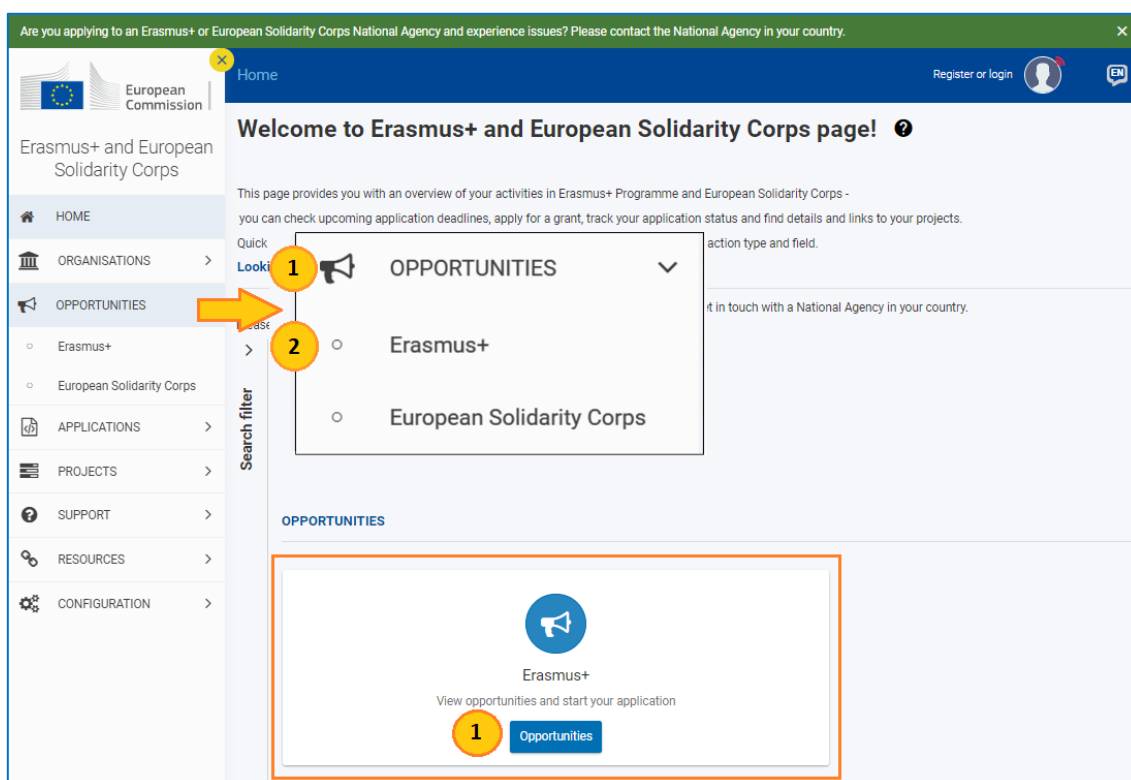 Are you applying to an Erasmus+ or European Solidarity Corps National Agency and experience issues? Please contact the National Agency in your country.
European
Commission
Erasmus+ and European
Solidarity Corps
HOME
ORGANISATIONS
OPPORTUNITIES
Erasmus+
European Solidarity Corps
APPLICATIONS
PROJECTS
SUPPORT
RESOURCES
CONFIGURATION
Home
Register or login
EN
Welcome to Erasmus+ and European Solidarity Corps page!
This page provides you with an overview of your activities in Erasmus+ Programme and European Solidarity Corps -
you can check upcoming application deadlines, apply for a grant, track your application status and find details and links to your projects.
Quick action type and field.
in touch with a National Agency in your country.
Search filter
1 OPPORTUNITIES
2 Erasmus+
European Solidarity Corps
OPPORTUNITIES
Erasmus+
View opportunities and start your application
1 Opportunities